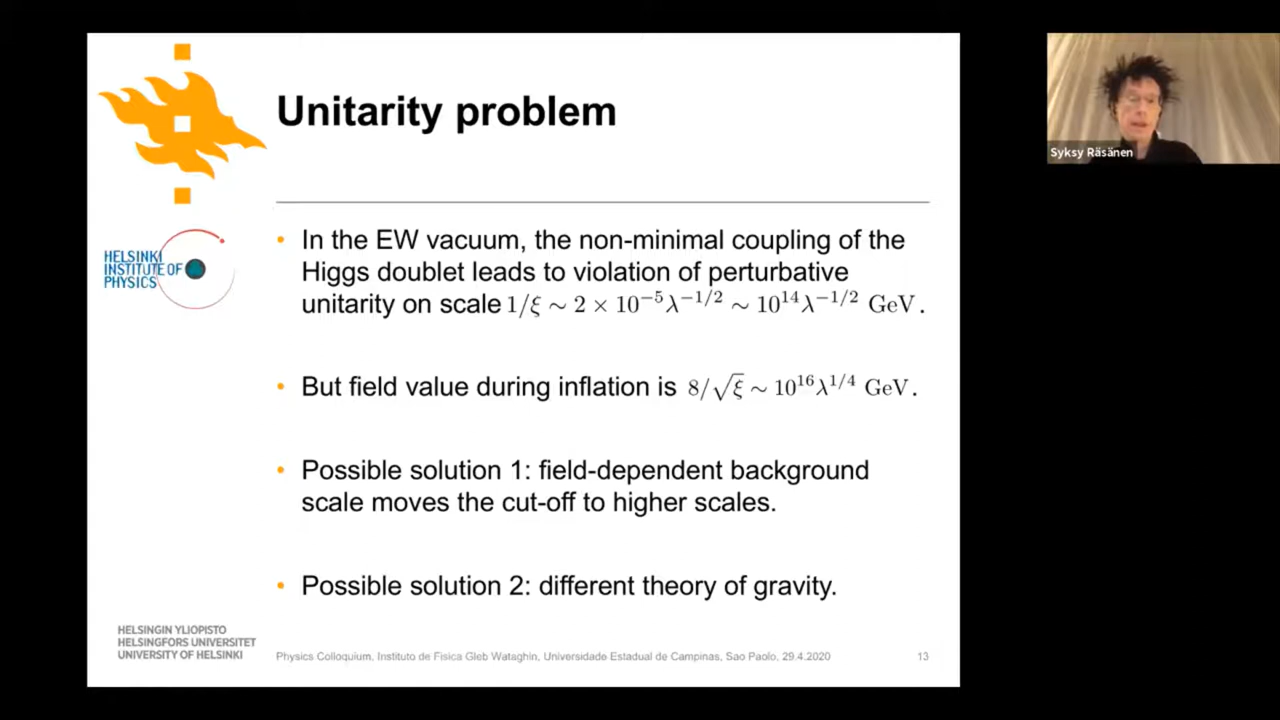 Unitarity problem
Syksy Räsänen
HELSINKI
INSTITUTE OF
PHYSICS
• In the EW vacuum, the non-minimal coupling of the
Higgs doublet leads to violation of perturbative
unitarity on scale 1/ξ ∼ 2 × 10⁻⁵λ⁻¹/² ∼ 10¹⁴λ⁻¹/² GeV.
• But field value during inflation is 8/√ξ ∼ 10¹⁶λ¹/⁴ GeV.
• Possible solution 1: field-dependent background
scale moves the cut-off to higher scales.
• Possible solution 2: different theory of gravity.
HELSINGIN YLIOPISTO
HELSINGFORS UNIVERSITET
UNIVERSITY OF HELSINKI
Physics Colloquium, Instituto de Fisica Gleb Wataghin, Universidade Estadual de Campinas, Sao Paolo, 29.4.2020
13